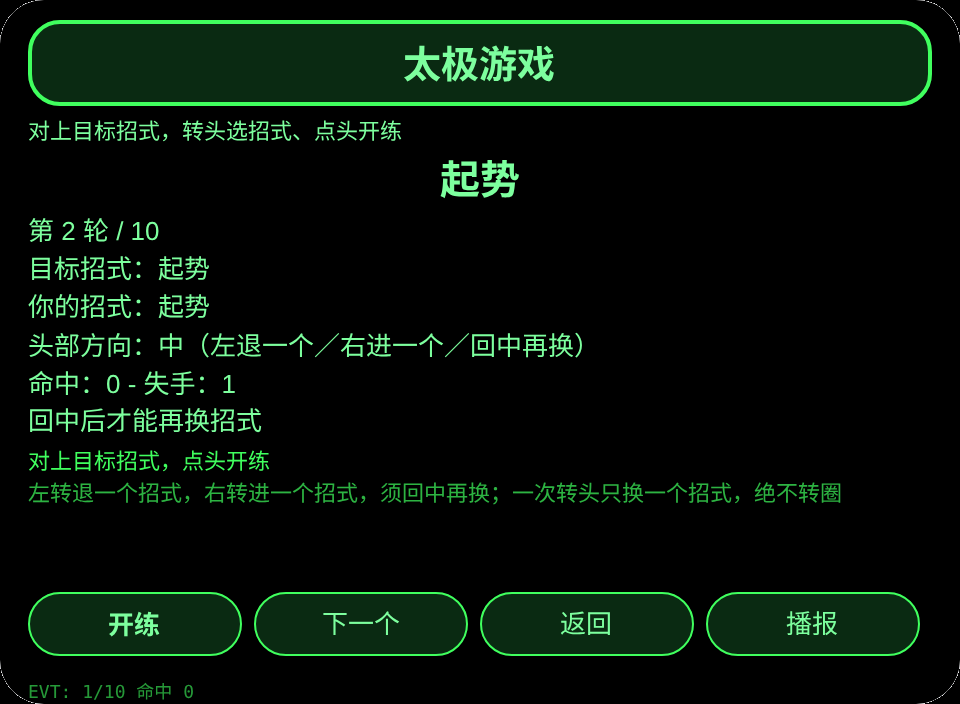 太极游戏
对上目标招式，转头选招式、点头开练
起势
第 2 轮 / 10
目标招式：起势
你的招式：起势
头部方向：中（左退一个／右进一个／回中再换）
命中：0 - 失手：1
回中后才能再换招式
对上目标招式，点头开练
左转退一个招式，右转进一个招式，须回中再换；一次转头只换一个招式，绝不转圈
开练 下一个 返回 播报
EVT: 1/10 命中 0